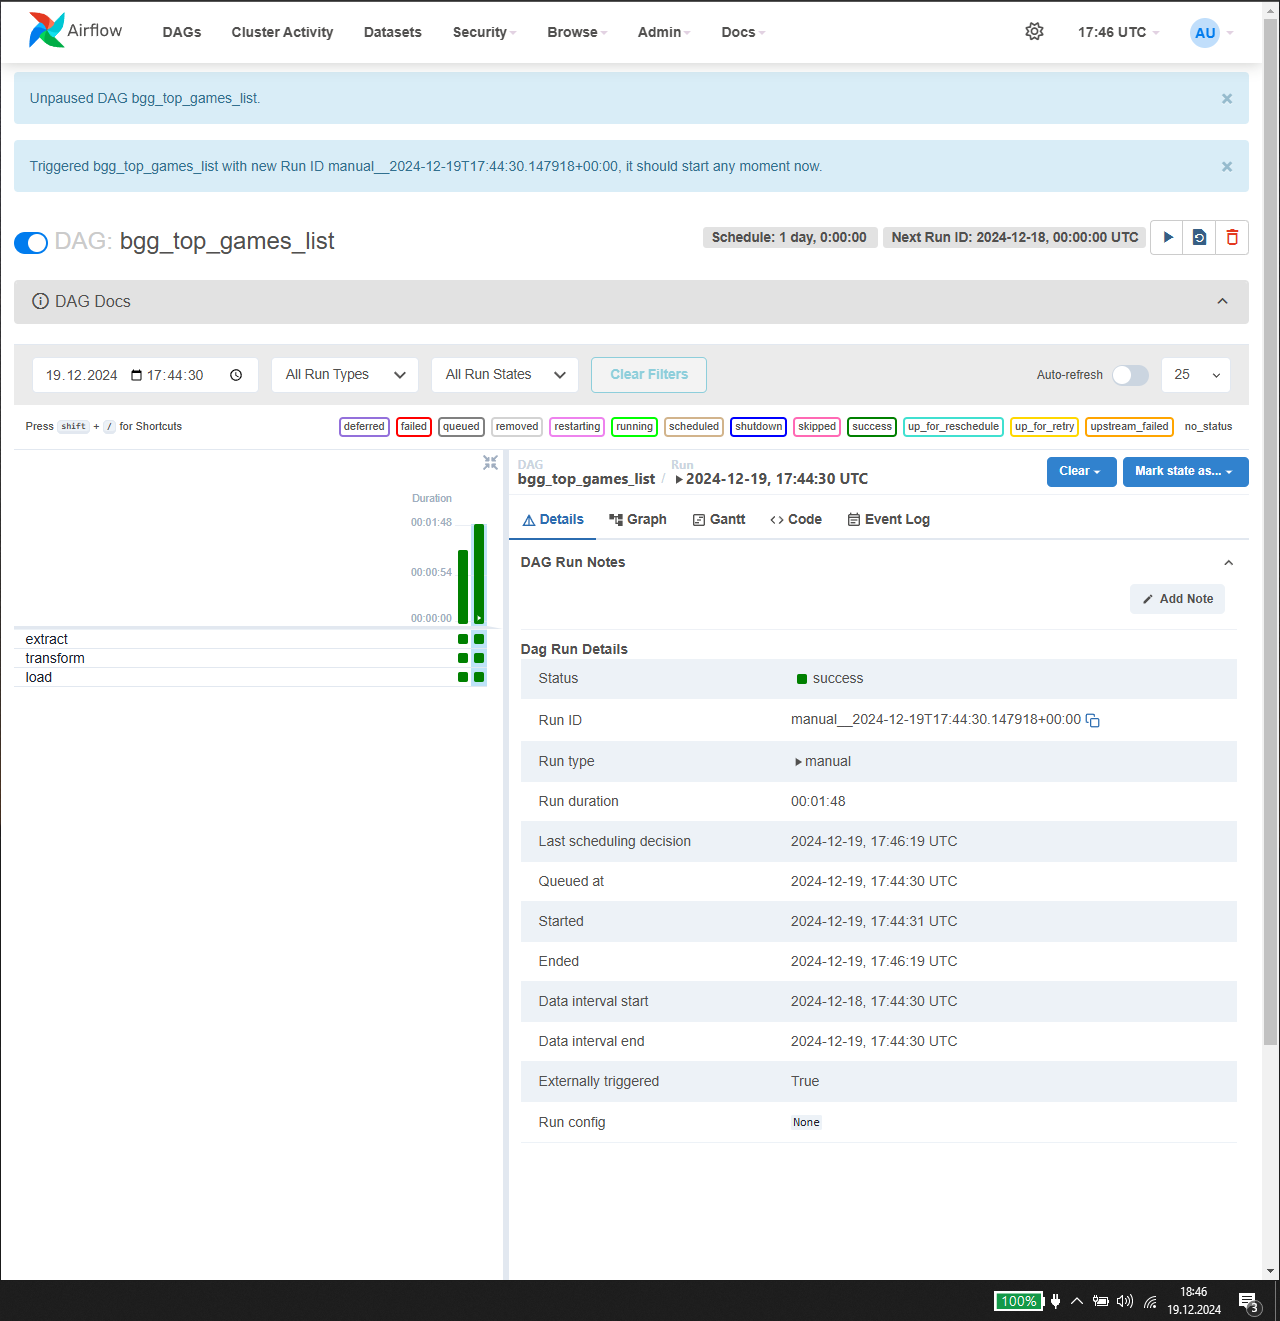 Airflow DAGs Cluster Activity Datasets Security Browse Admin Docs 17:46 UTC AU
Unpaused DAG bgg_top_games_list. ×
Triggered bgg_top_games_list with new Run ID manual__2024-12-19T17:44:30.147918+00:00, it should start any moment now. ×
DAG: bgg_top_games_list Schedule: 1 day, 0:00:00 Next Run ID: 2024-12-18, 00:00:00 UTC
DAG Docs
19.12.2024 17:44:30 All Run Types All Run States Clear Filters Auto-refresh 25
Press shift + / for Shortcuts deferred failed queued removed restarting running scheduled shutdown skipped success up_for_reschedule up_for_retry upstream_failed no_status
DAG Run
bgg_top_games_list / 2024-12-19, 17:44:30 UTC Clear Mark state as...
Duration
00:01:48
00:00:54
00:00:00
extract
transform
load
Details Graph Gantt Code Event Log
DAG Run Notes
Add Note
Dag Run Details
Status success
Run ID manual__2024-12-19T17:44:30.147918+00:00
Run type manual
Run duration 00:01:48
Last scheduling decision 2024-12-19, 17:46:19 UTC
Queued at 2024-12-19, 17:44:30 UTC
Started 2024-12-19, 17:44:31 UTC
Ended 2024-12-19, 17:46:19 UTC
Data interval start 2024-12-18, 17:44:30 UTC
Data interval end 2024-12-19, 17:44:30 UTC
Externally triggered True
Run config None
100% 18:46
19.12.2024 3